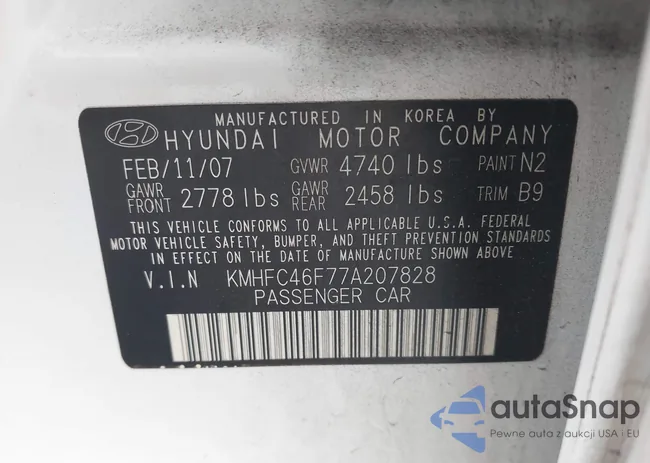 MANUFACTURED IN KOREA BY
HYUNDAI MOTOR COMPANY
FEB/11/07 GVWR 4740 lbs PAINT N2
GAWR FRONT 2778 lbs GAWR REAR 2458 lbs TRIM B9
THIS VEHICLE CONFORMS TO ALL APPLICABLE U.S.A. FEDERAL
MOTOR VEHICLE SAFETY, BUMPER, AND THEFT PREVENTION STANDARDS
IN EFFECT ON THE DATE OF MANUFACTURE SHOWN ABOVE
V.I.N KMHFC46F77A207828
PASSENGER CAR
autaSnap
Pewne auta z aukcji USA i EU